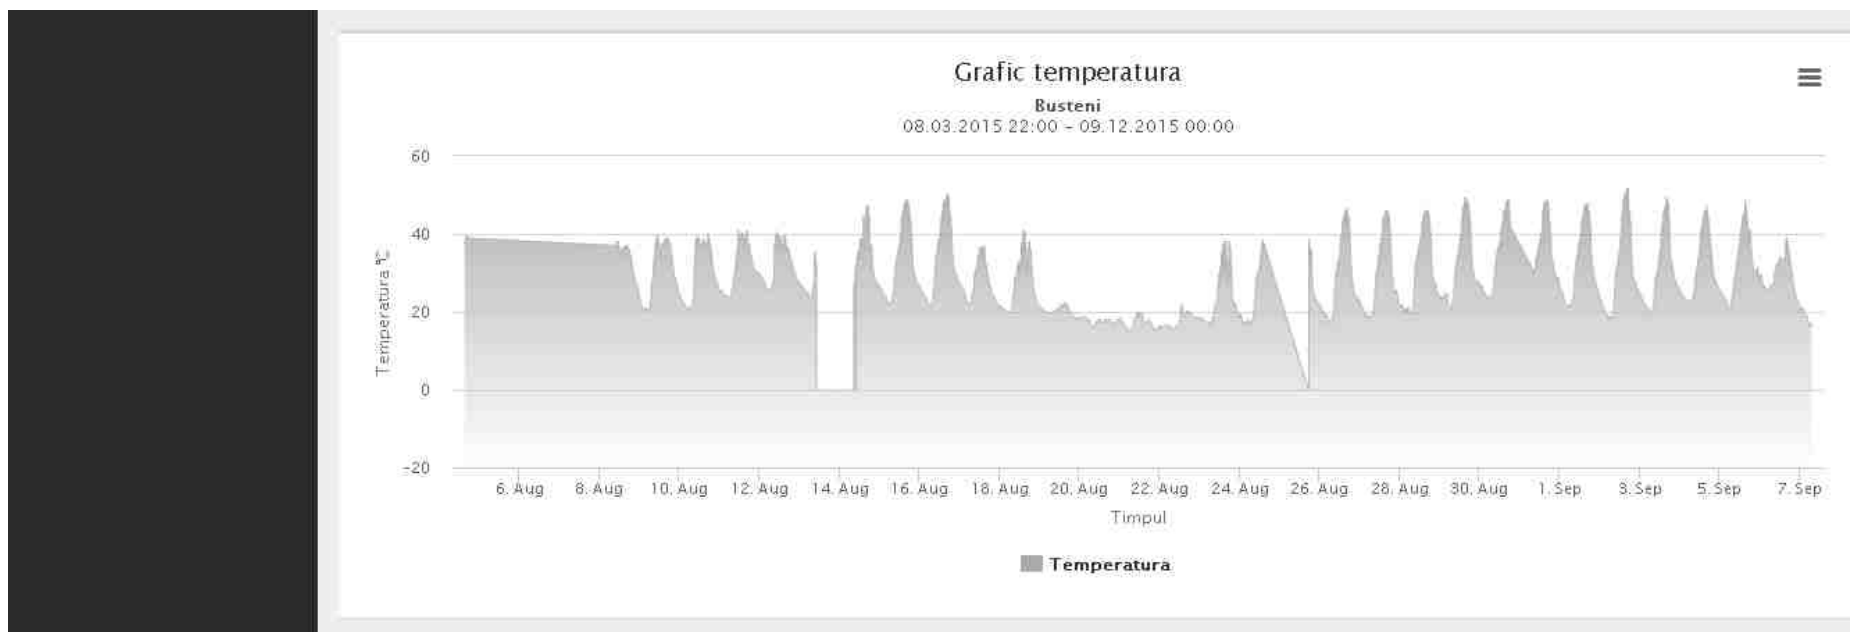 Grafic temperatura
Busteni
08.03.2015 22:00 - 09.12.2015 00:00
60
40
20
0
-20
Temperatura °C
6. Aug 8. Aug 10. Aug 12. Aug 14. Aug 16. Aug 18. Aug 20. Aug 22. Aug 24. Aug 26. Aug 28. Aug 30. Aug 1. Sep 3. Sep 5. Sep 7. Sep
Timpul
Temperatura